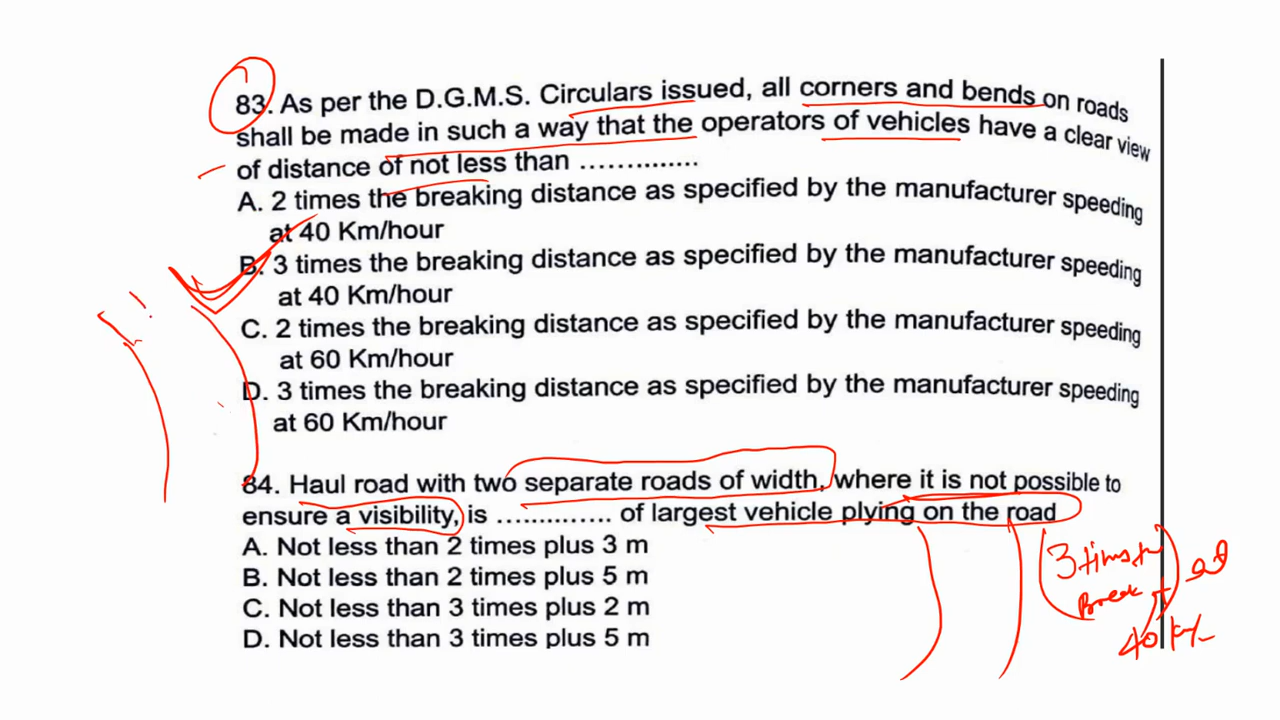 83. As per the D.G.M.S. Circulars issued, all corners and bends on roads
shall be made in such a way that the operators of vehicles have a clear view
of distance of not less than ..............
A. 2 times the breaking distance as specified by the manufacturer speeding
at 40 Km/hour
B. 3 times the breaking distance as specified by the manufacturer speeding
at 40 Km/hour
C. 2 times the breaking distance as specified by the manufacturer speeding
at 60 Km/hour
D. 3 times the breaking distance as specified by the manufacturer speeding
at 60 Km/hour
84. Haul road with two separate roads of width, where it is not possible to
ensure a visibility, is .............. of largest vehicle plying on the road
A. Not less than 2 times plus 3 m
B. Not less than 2 times plus 5 m
C. Not less than 3 times plus 2 m
D. Not less than 3 times plus 5 m
3 times
Break
40 km/